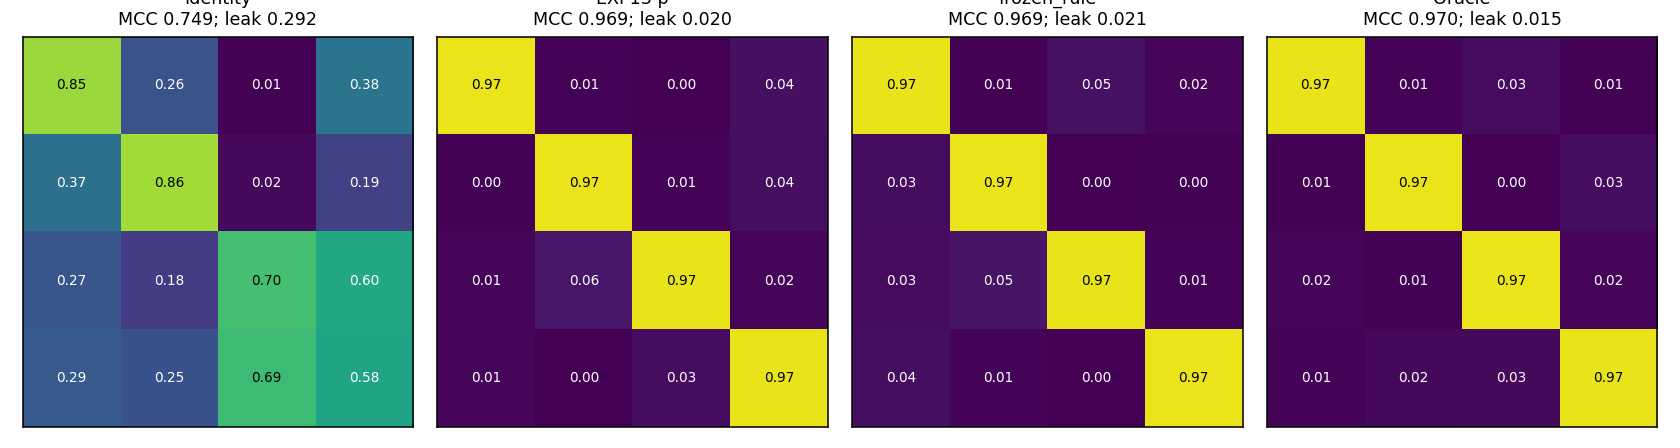 Identity
MCC 0.749; leak 0.292
MCC 0.969; leak 0.020
frozen_rule
MCC 0.969; leak 0.021
Oracle
MCC 0.970; leak 0.015
0.85 0.26 0.01 0.38
0.37 0.86 0.02 0.19
0.27 0.18 0.70 0.60
0.29 0.25 0.69 0.58
0.97 0.01 0.00 0.04
0.00 0.97 0.01 0.04
0.01 0.06 0.97 0.02
0.01 0.00 0.03 0.97
0.97 0.01 0.05 0.02
0.03 0.97 0.00 0.00
0.03 0.05 0.97 0.01
0.04 0.01 0.00 0.97
0.97 0.01 0.03 0.01
0.01 0.97 0.00 0.03
0.02 0.01 0.97 0.02
0.01 0.02 0.03 0.97